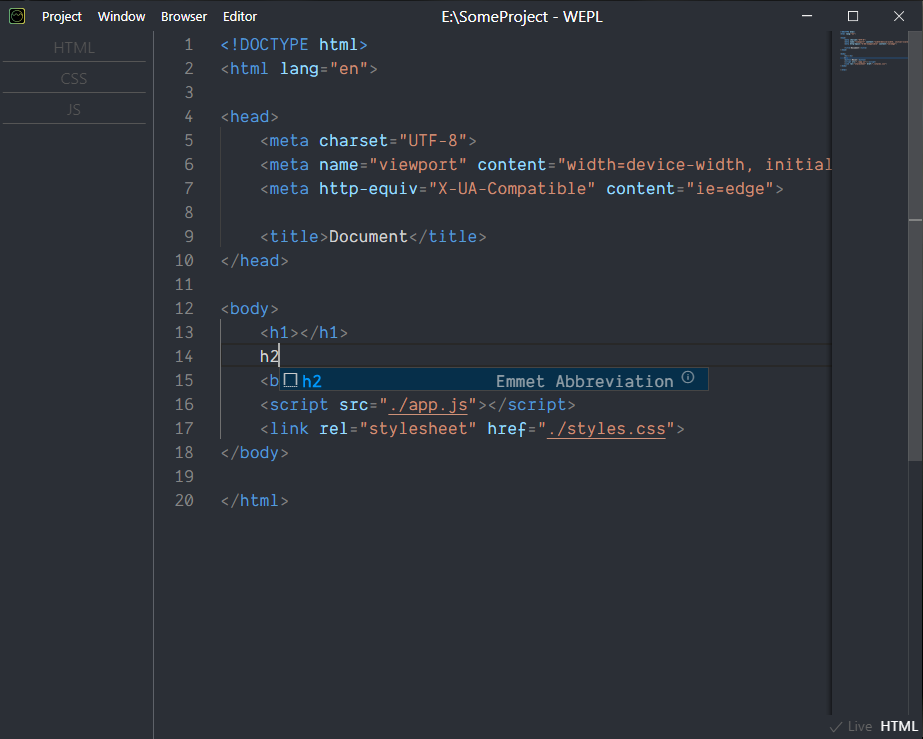 Project Window Browser Editor E:\SomeProject - WEPL
HTML
CSS
JS
1 <!DOCTYPE html>
2 <html lang="en">
3
4 <head>
5 <meta charset="UTF-8">
6 <meta name="viewport" content="width=device-width, initial
7 <meta http-equiv="X-UA-Compatible" content="ie=edge">
8
9 <title>Document</title>
10 </head>
11
12 <body>
13 <h1></h1>
14 h2
15 <b h2 Emmet Abbreviation
16 <script src="./app.js"></script>
17 <link rel="stylesheet" href="./styles.css">
18 </body>
19
20 </html>
Live HTML